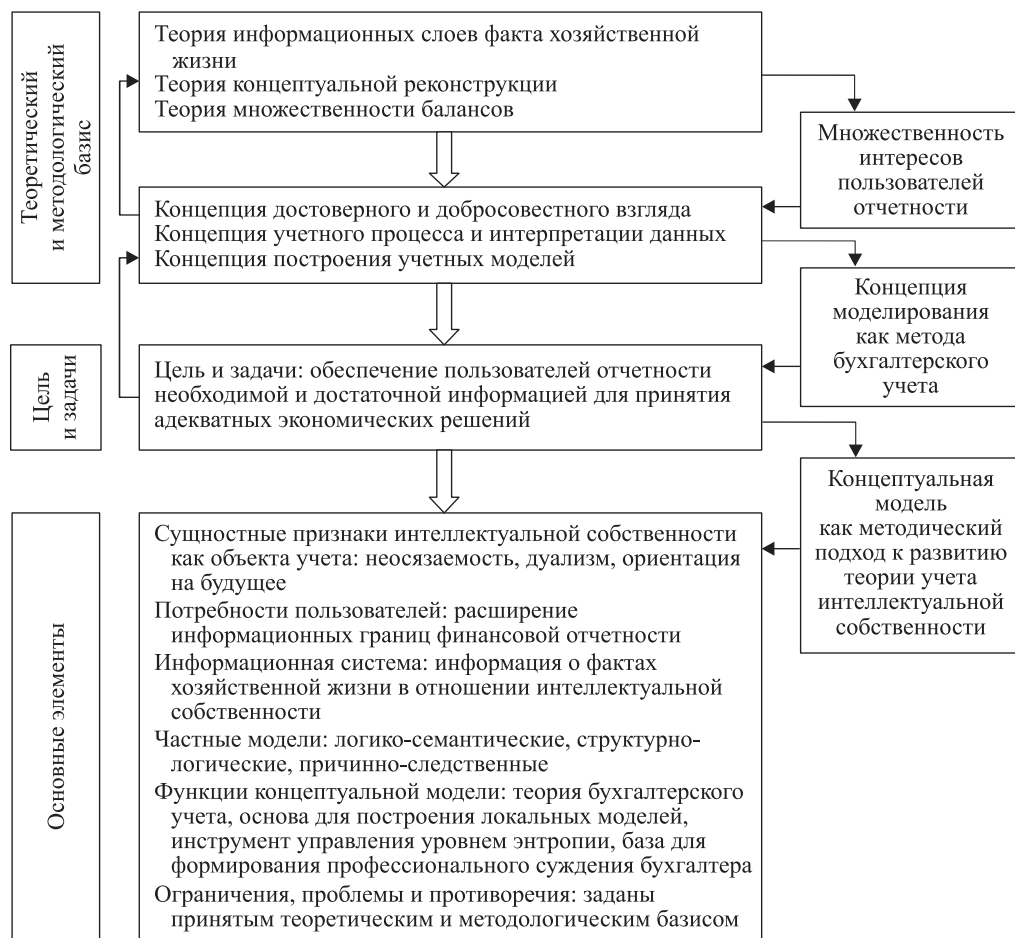 Теоретический
и методологический
базис
Теория информационных слоев факта хозяйственной
жизни
Теория концептуальной реконструкции
Теория множественности балансов
Множественность
интересов
пользователей
отчетности
Концепция достоверного и добросовестного взгляда
Концепция учетного процесса и интерпретации данных
Концепция построения учетных моделей
Концепция
моделирования
как метода
бухгалтерского
учета
Цель
и задачи
Цель и задачи: обеспечение пользователей отчетности
необходимой и достаточной информацией для принятия
адекватных экономических решений
Концептуальная
модель
как методический
подход к развитию
теории учета
интеллектуальной
собственности
Основные элементы
Сущностные признаки интеллектуальной собственности
как объекта учета: неосязаемость, дуализм, ориентация
на будущее
Потребности пользователей: расширение
информационных границ финансовой отчетности
Информационная система: информация о фактах
хозяйственной жизни в отношении интеллектуальной
собственности
Частные модели: логико-семантические, структурно-
логические, причинно-следственные
Функции концептуальной модели: теория бухгалтерского
учета, основа для построения локальных моделей,
инструмент управления уровнем энтропии, база для
формирования профессионального суждения бухгалтера
Ограничения, проблемы и противоречия: заданы
принятым теоретическим и методологическим базисом